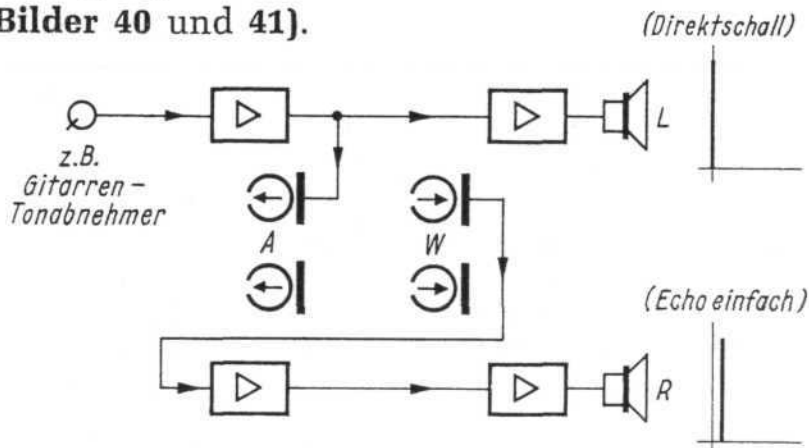 Bilder 40 und 41).
(Direktschall)
L
z.B.
Gitarren-
Tonabnehmer
A
W
(Echo einfach)
R